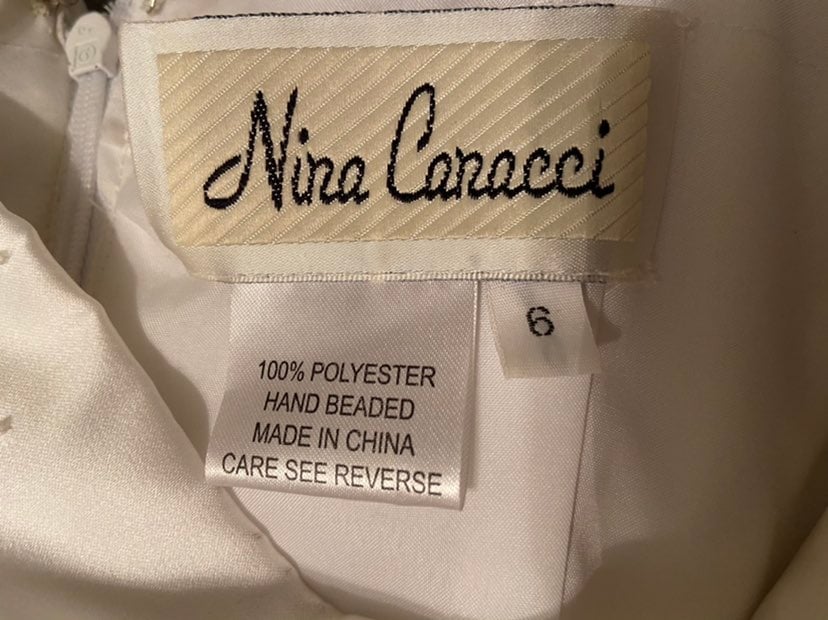 Nina Canacci
6
100% POLYESTER
HAND BEADED
MADE IN CHINA
CARE SEE REVERSE